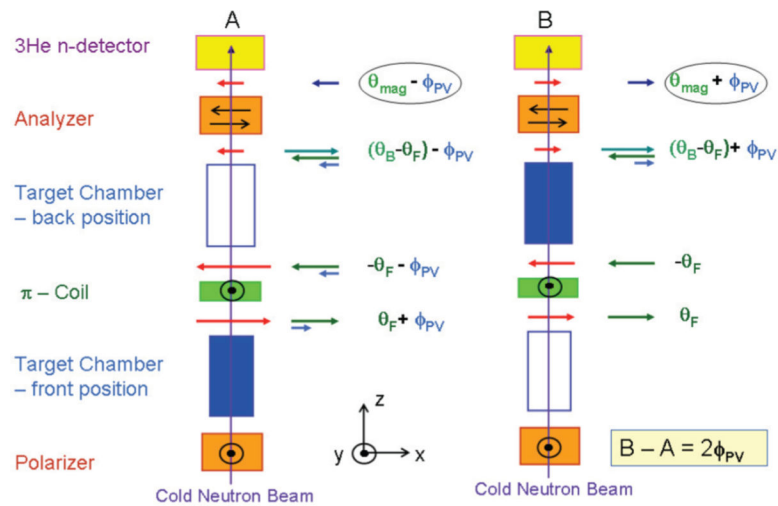 A
B
3He n-detector
θmag - ϕPV
θmag + ϕPV
Analyzer
(θB-θF) - ϕPV
(θB-θF) + ϕPV
Target Chamber
– back position
-θF - ϕPV
-θF
π – Coil
θF + ϕPV
θF
Target Chamber
– front position
z
y
x
Polarizer
B – A = 2ϕPV
Cold Neutron Beam
Cold Neutron Beam